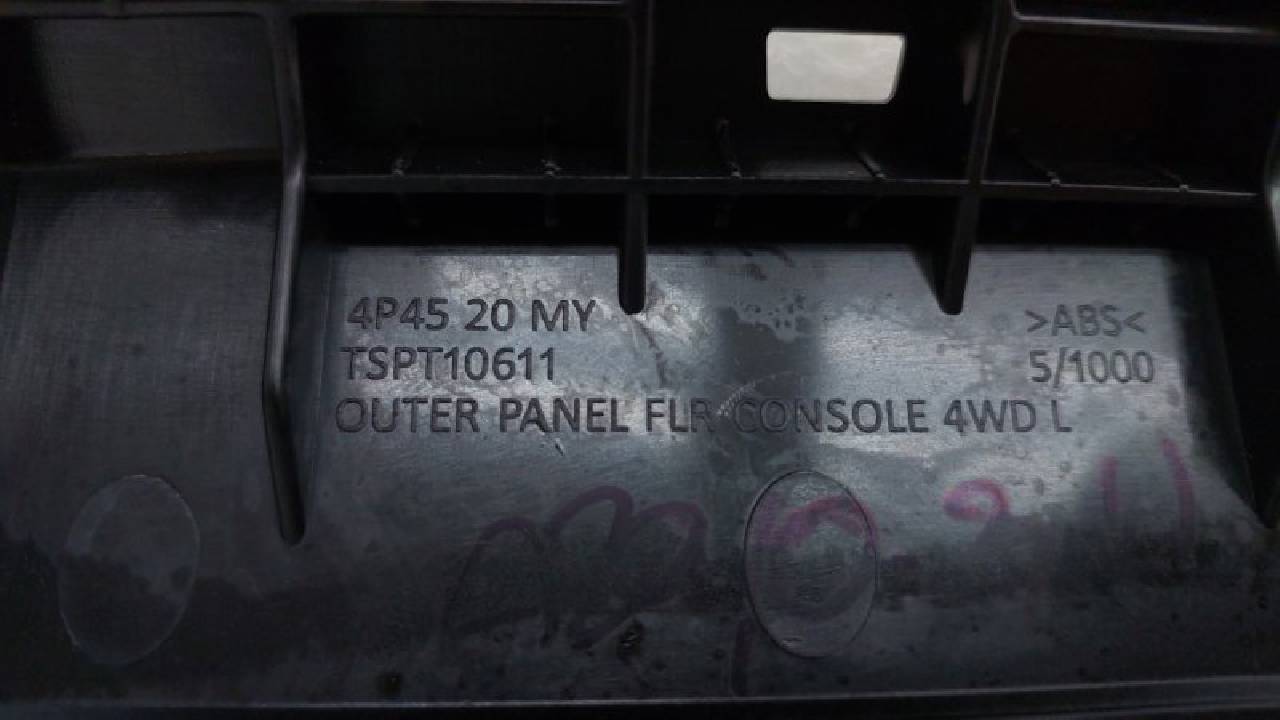 4P45 20 MY
TSPT10611
OUTER PANEL FLR CONSOLE 4WD L
>ABS<
5/1000